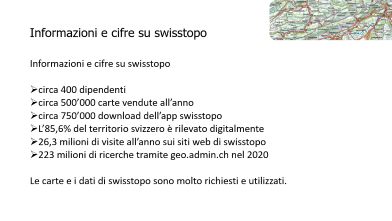 Informazioni e cifre su swisstopo
Informazioni e cifre su swisstopo
➢circa 400 dipendenti
➢circa 500’000 carte vendute all’anno
➢circa 750’000 download dell’app swisstopo
➢L’85,6% del territorio svizzero è rilevato digitalmente
➢26,3 milioni di visite all’anno sui siti web di swisstopo
➢223 milioni di ricerche tramite geo.admin.ch nel 2020
Le carte e i dati di swisstopo sono molto richiesti e utilizzati.